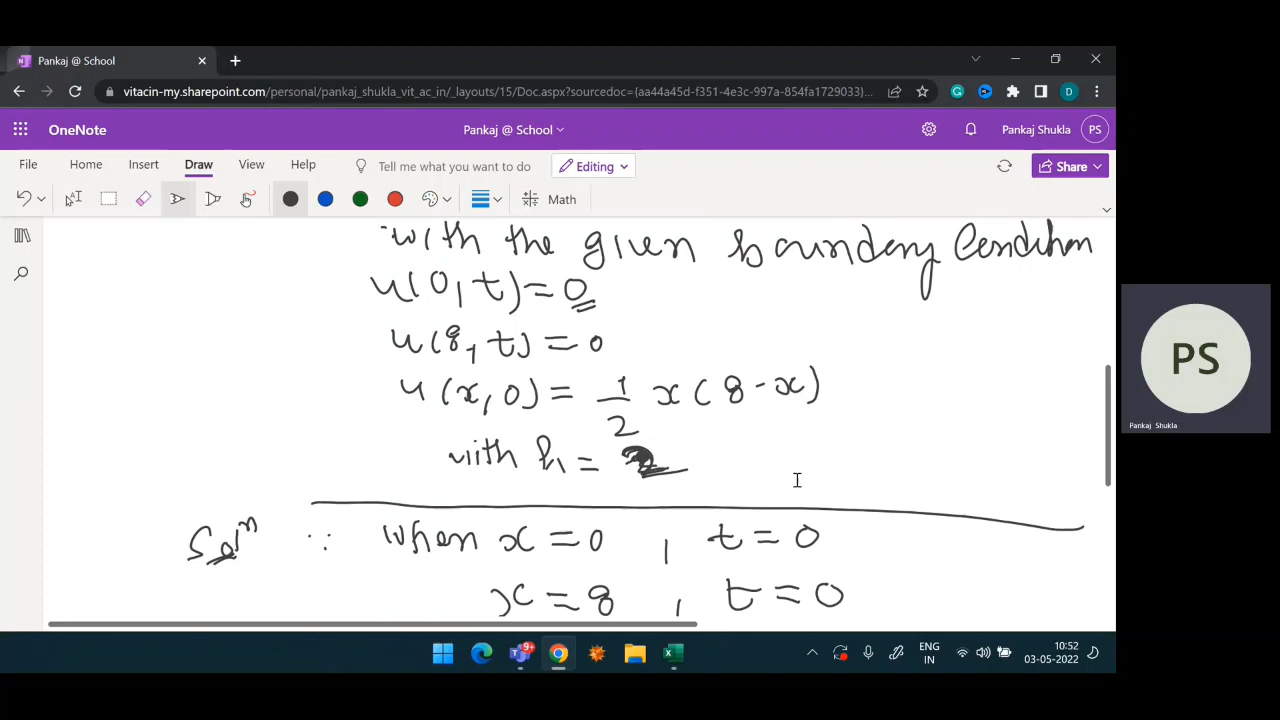 Pankaj @ School
vitacin-my.sharepoint.com/personal/pankaj_shukla_vit_ac_in/_layouts/15/Doc.aspx?sourcedoc={aa44a45d-f351-4e3c-997a-854fa1729033}...
D
OneNote
Pankaj @ School
Pankaj Shukla
PS
File Home Insert Draw View Help
Tell me what you want to do
Editing
Share
Math
with the given boundary Condition
u(0,t)=0
u(8,t)=0
u(x,0)= 1/2 x(8-x)
with h=
Solⁿ ∵ when x=0, t=0
x=8, t=0
PS
Pankaj Shukla
9+
ENG
IN
10:52
03-05-2022